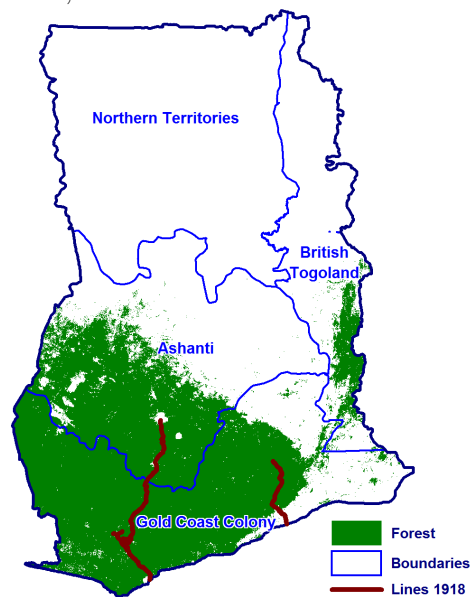 Northern Territories
British
Togoland
Ashanti
Gold Coast Colony
Forest
Boundaries
Lines 1918